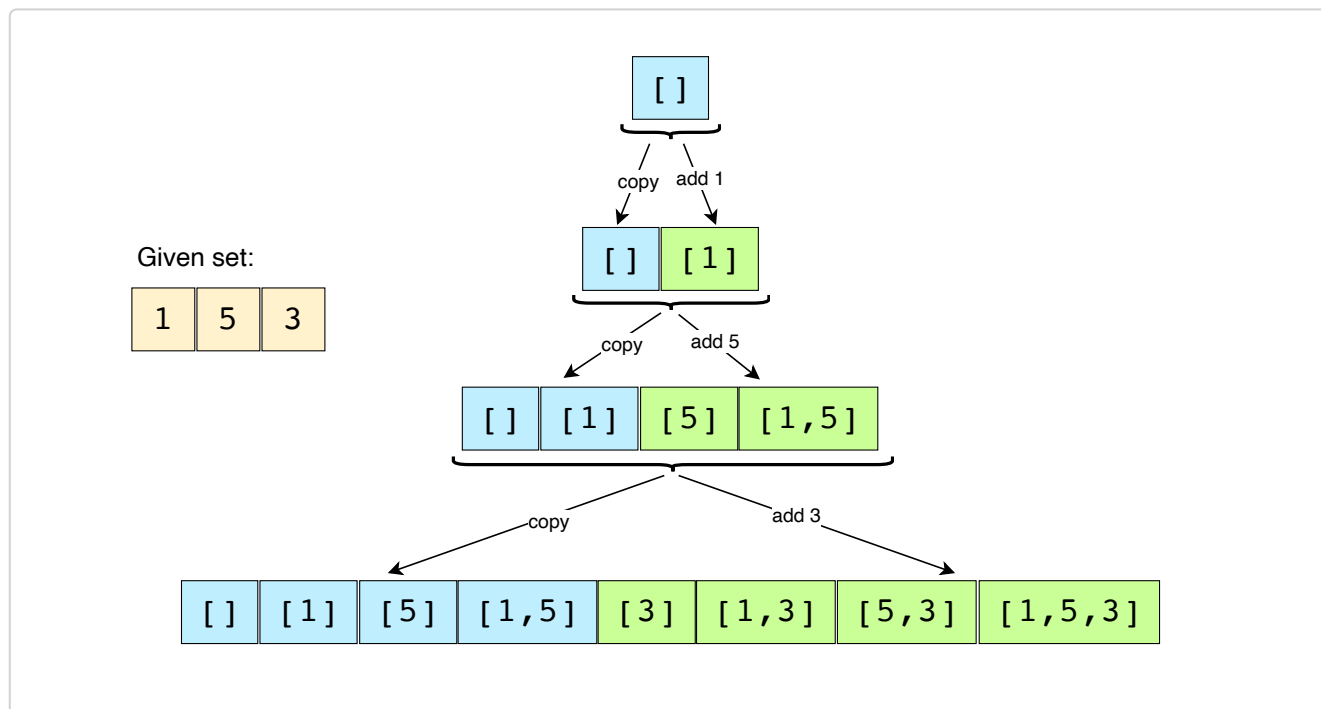 []
copy add 1
[] [1]
Given set:
1 5 3
copy add 5
[] [1] [5] [1,5]
copy add 3
[] [1] [5] [1,5] [3] [1,3] [5,3] [1,5,3]